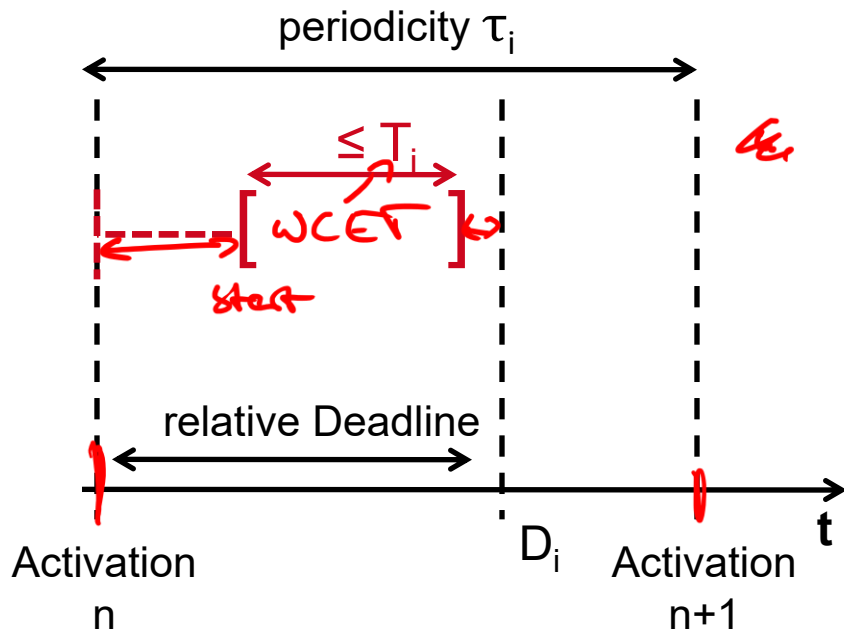 periodicity τi
≤ Ti
[ WCET ]
start
relative Deadline
Di
t
Activation
n
Activation
n+1